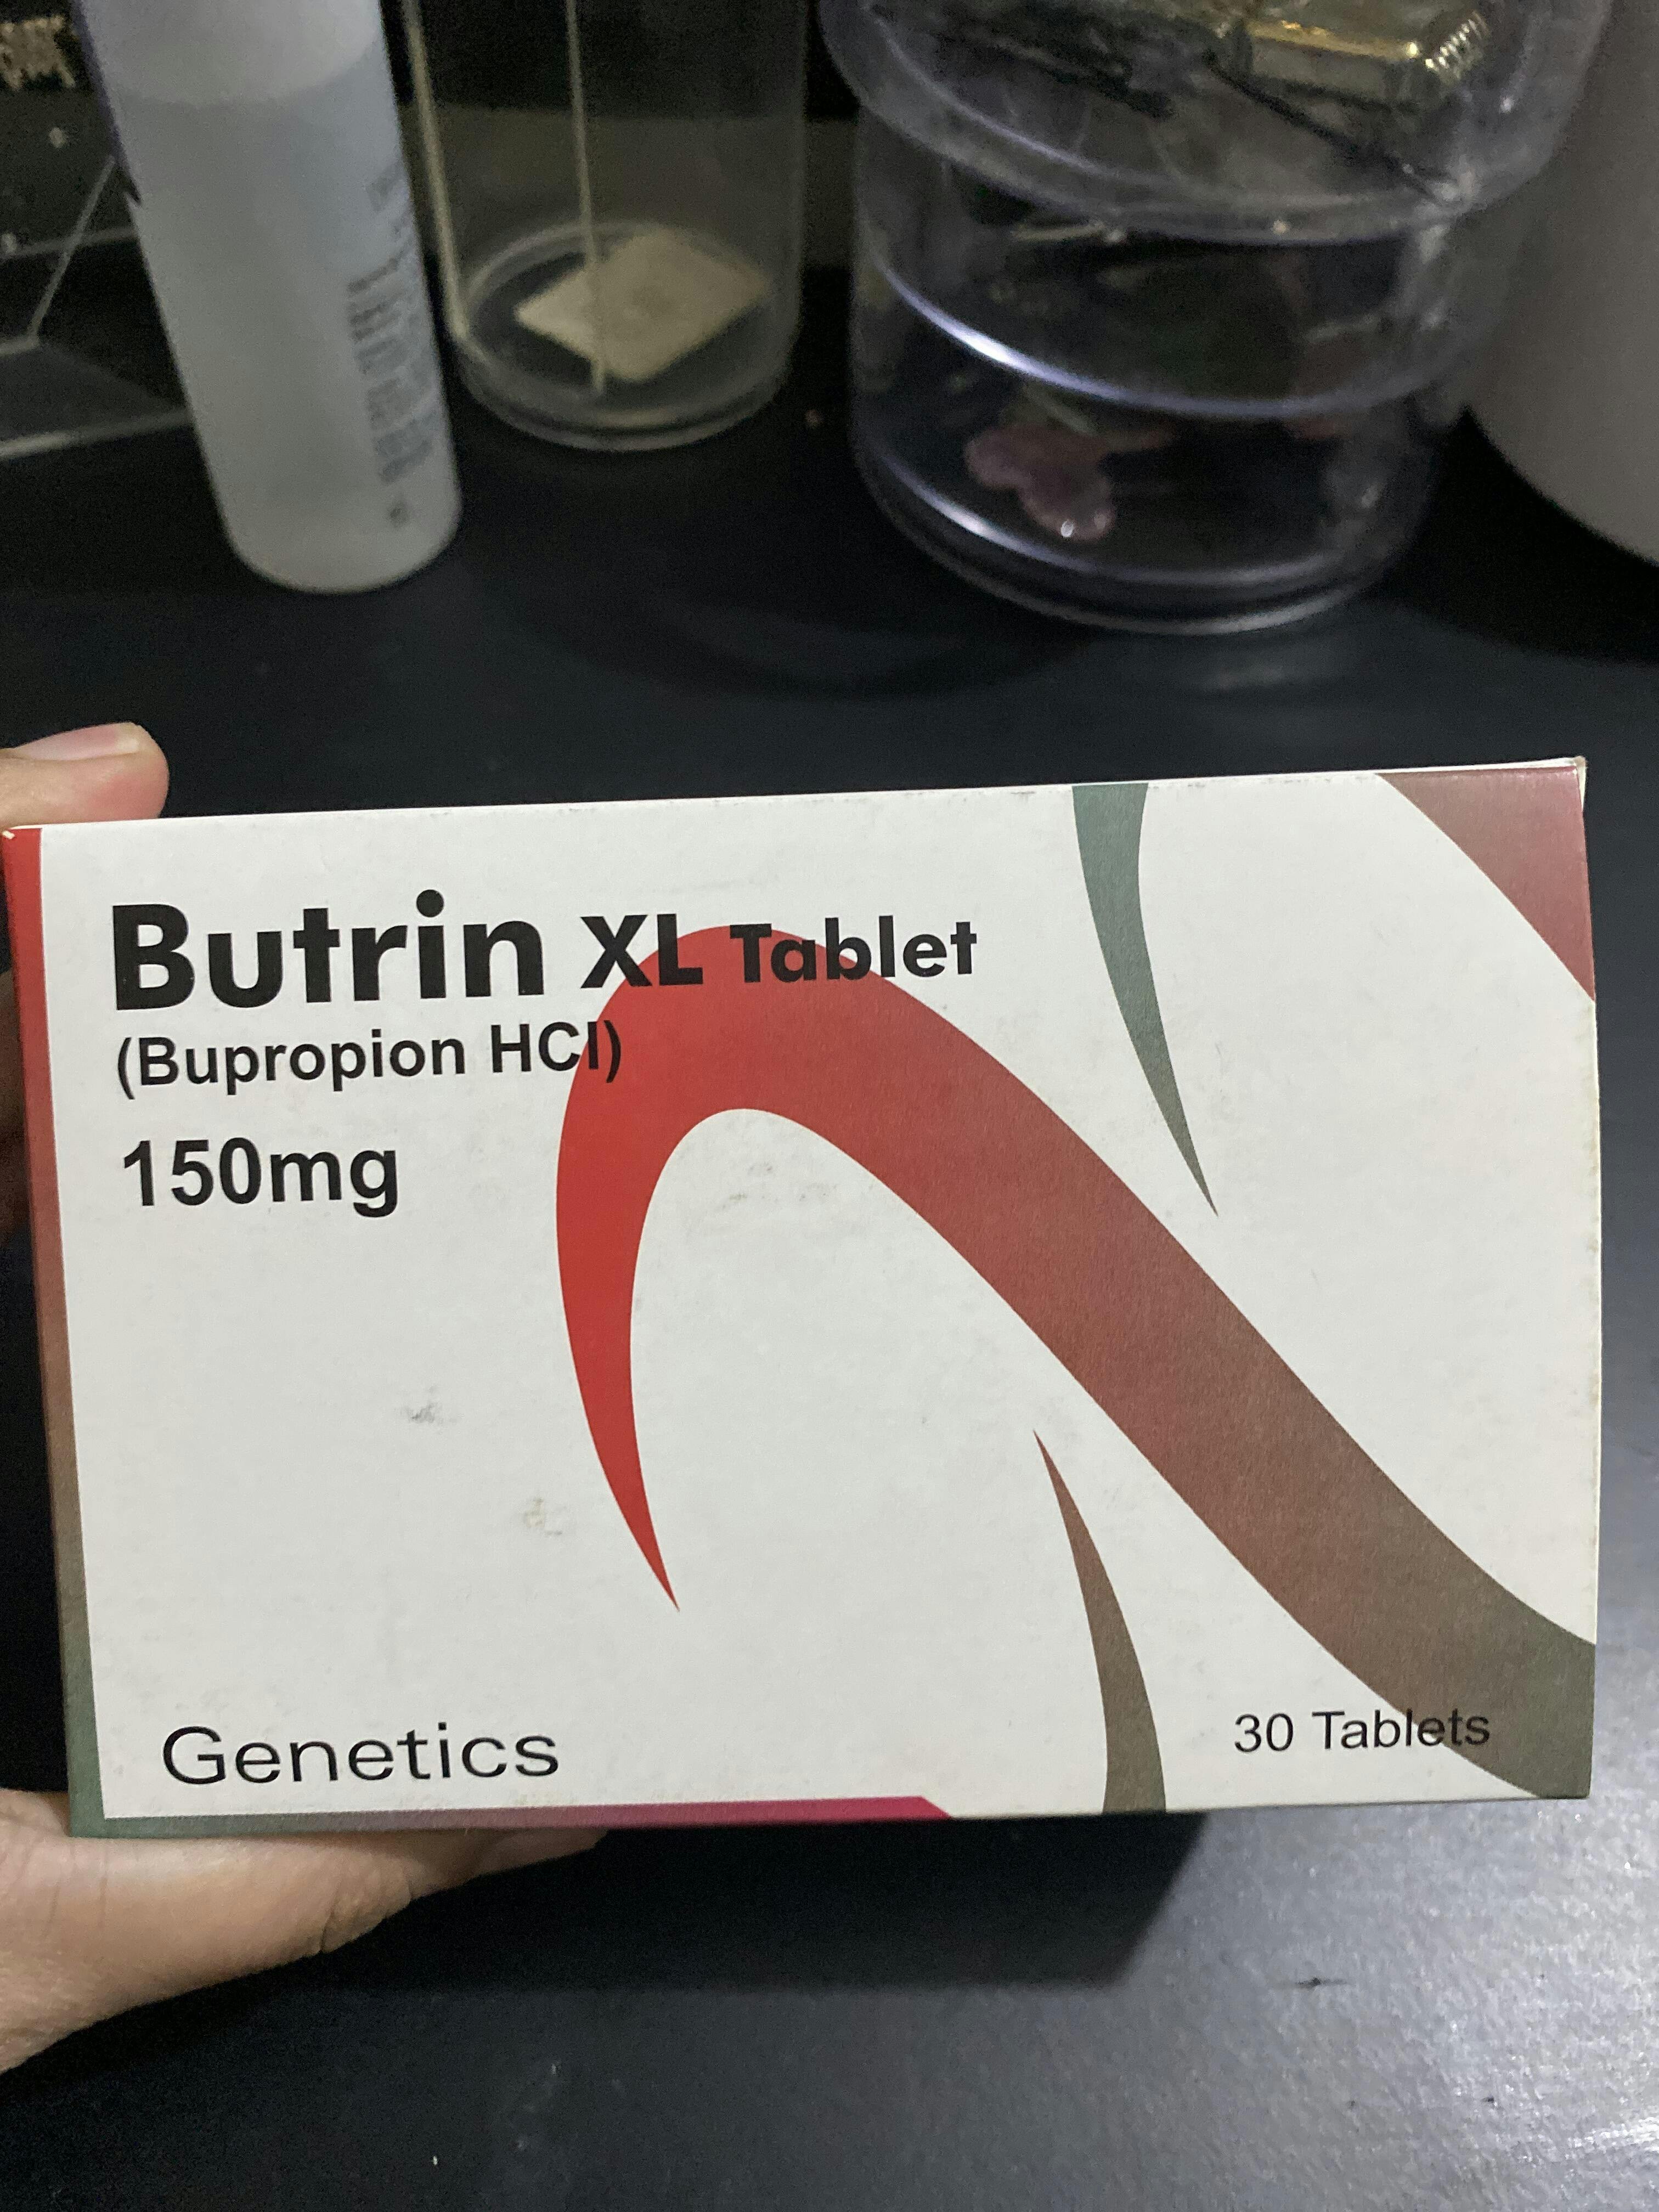 Butrin XL Tablet
(Bupropion HCl)
150mg
Genetics
30 Tablets